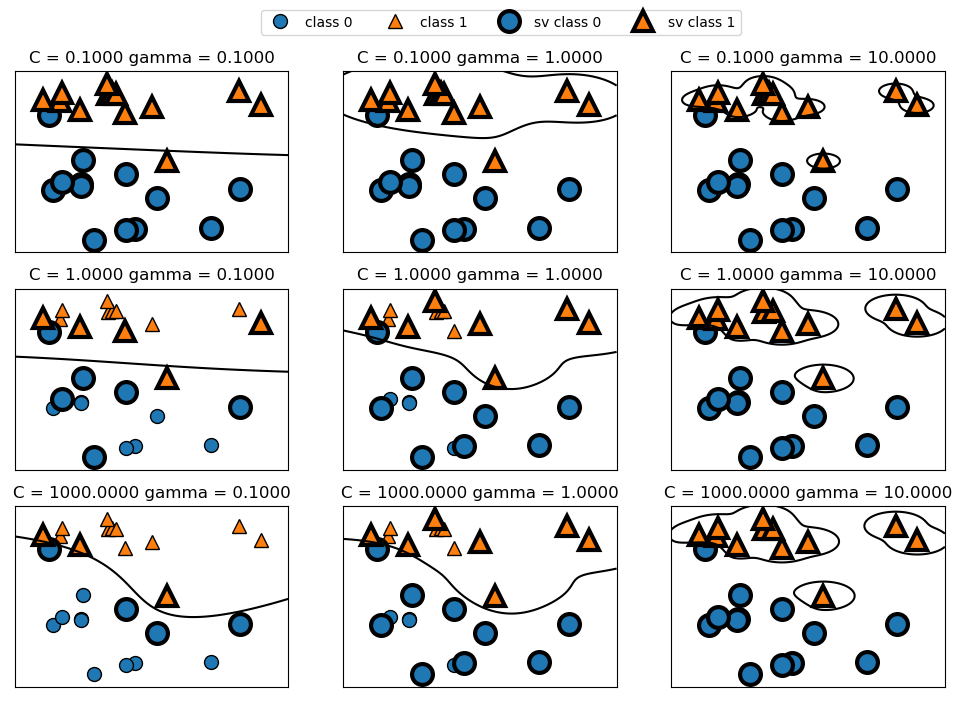 class 0 class 1 sv class 0 sv class 1
C = 0.1000 gamma = 0.1000 C = 0.1000 gamma = 1.0000 C = 0.1000 gamma = 10.0000
C = 1.0000 gamma = 0.1000 C = 1.0000 gamma = 1.0000 C = 1.0000 gamma = 10.0000
C = 1000.0000 gamma = 0.1000 C = 1000.0000 gamma = 1.0000 C = 1000.0000 gamma = 10.0000